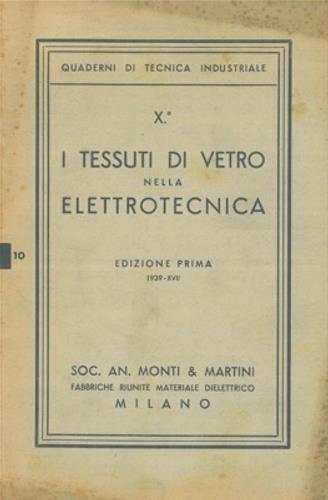 QUADERNI DI TECNICA INDUSTRIALE
X.°
I TESSUTI DI VETRO
NELLA
ELETTROTECNICA
10
EDIZIONE PRIMA
1939-XVII
SOC. AN. MONTI & MARTINI
FABBRICHE RIUNITE MATERIALE DIELETTRICO
MILANO